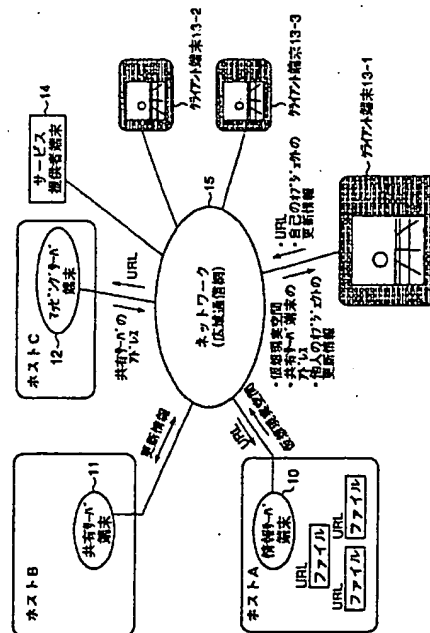 ホストB
11
共有サーバ
端末
更新情報
ホストC
12
マッピングサーバ
端末
共有サーバの
アドレス
URL
14
サービス
提供者端末
15
ネットワーク
(広域通信網)
クライアント端末13-2
クライアント端末13-3
クライアント端末13-1
・URL
・自己のオブジェクトの
更新情報
・仮想現実空間
・共有サーバ端末の
アドレス
・他人のオブジェクトの
更新情報
URL
仮想現実空間
ホストA
10
情報サーバ
端末
URL
ファイル
URL
ファイル
URL
ファイル